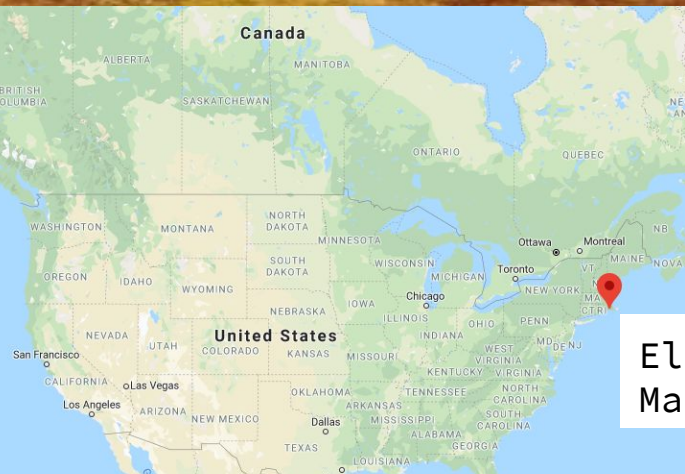 Canada
ALBERTA
MANITOBA
BRITISH
COLUMBIA
SASKATCHEWAN
ONTARIO
QUEBEC
NB
WASHINGTON
MONTANA
NORTH
DAKOTA
MINNESOTA
Ottawa
Montreal
MAINE
NOVA
SOUTH
DAKOTA
WISCONSIN
MICHIGAN
Toronto
VT
OREGON
IDAHO
WYOMING
NEW YORK
MA
CT RI
IOWA
Chicago
NEBRASKA
ILLINOIS
INDIANA
OHIO
PENN
MD DE NJ
NEVADA
UTAH
COLORADO
United States
KANSAS
MISSOURI
WEST
VIRGINIA
KENTUCKY
VIRGINIA
San Francisco
CALIFORNIA
Las Vegas
Los Angeles
ARIZONA
NEW MEXICO
OKLAHOMA
ARKANSAS
TENNESSEE
NORTH
CAROLINA
Dallas
MISSISSIPPI
SOUTH
CAROLINA
ALABAMA
GEORGIA
TEXAS
LOUISIANA
El
Ma